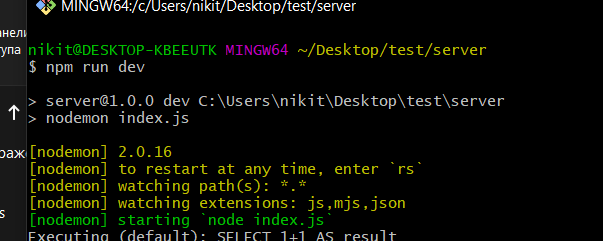 MINGW64:/c/Users/nikit/Desktop/test/server
нели
тупа
nikit@DESKTOP-KBEEUTK MINGW64 ~/Desktop/test/server
$ npm run dev
> server@1.0.0 dev C:\Users\nikit\Desktop\test\server
> nodemon index.js
раже
[nodemon] 2.0.16
[nodemon] to restart at any time, enter `rs`
[nodemon] watching path(s): *.*
[nodemon] watching extensions: js,mjs,json
s
[nodemon] starting `node index.js`
Executing (default): SELECT 1+1 AS result